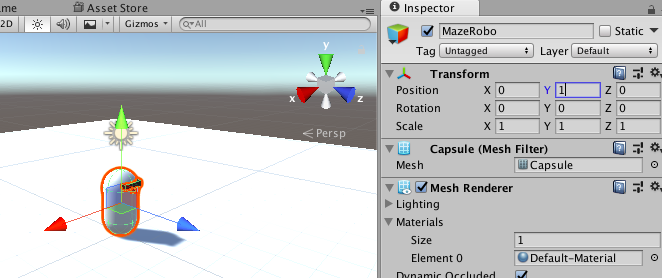 me
Asset Store
2D
Gizmos
All
y
x
z
Persp
Inspector
MazeRobo
Static
Tag Untagged Layer Default
Transform
Position X 0 Y 1 Z 0
Rotation X 0 Y 0 Z 0
Scale X 1 Y 1 Z 1
Capsule (Mesh Filter)
Mesh Capsule
Mesh Renderer
Lighting
Materials
Size 1
Element 0 Default-Material
Dynamic Occluded